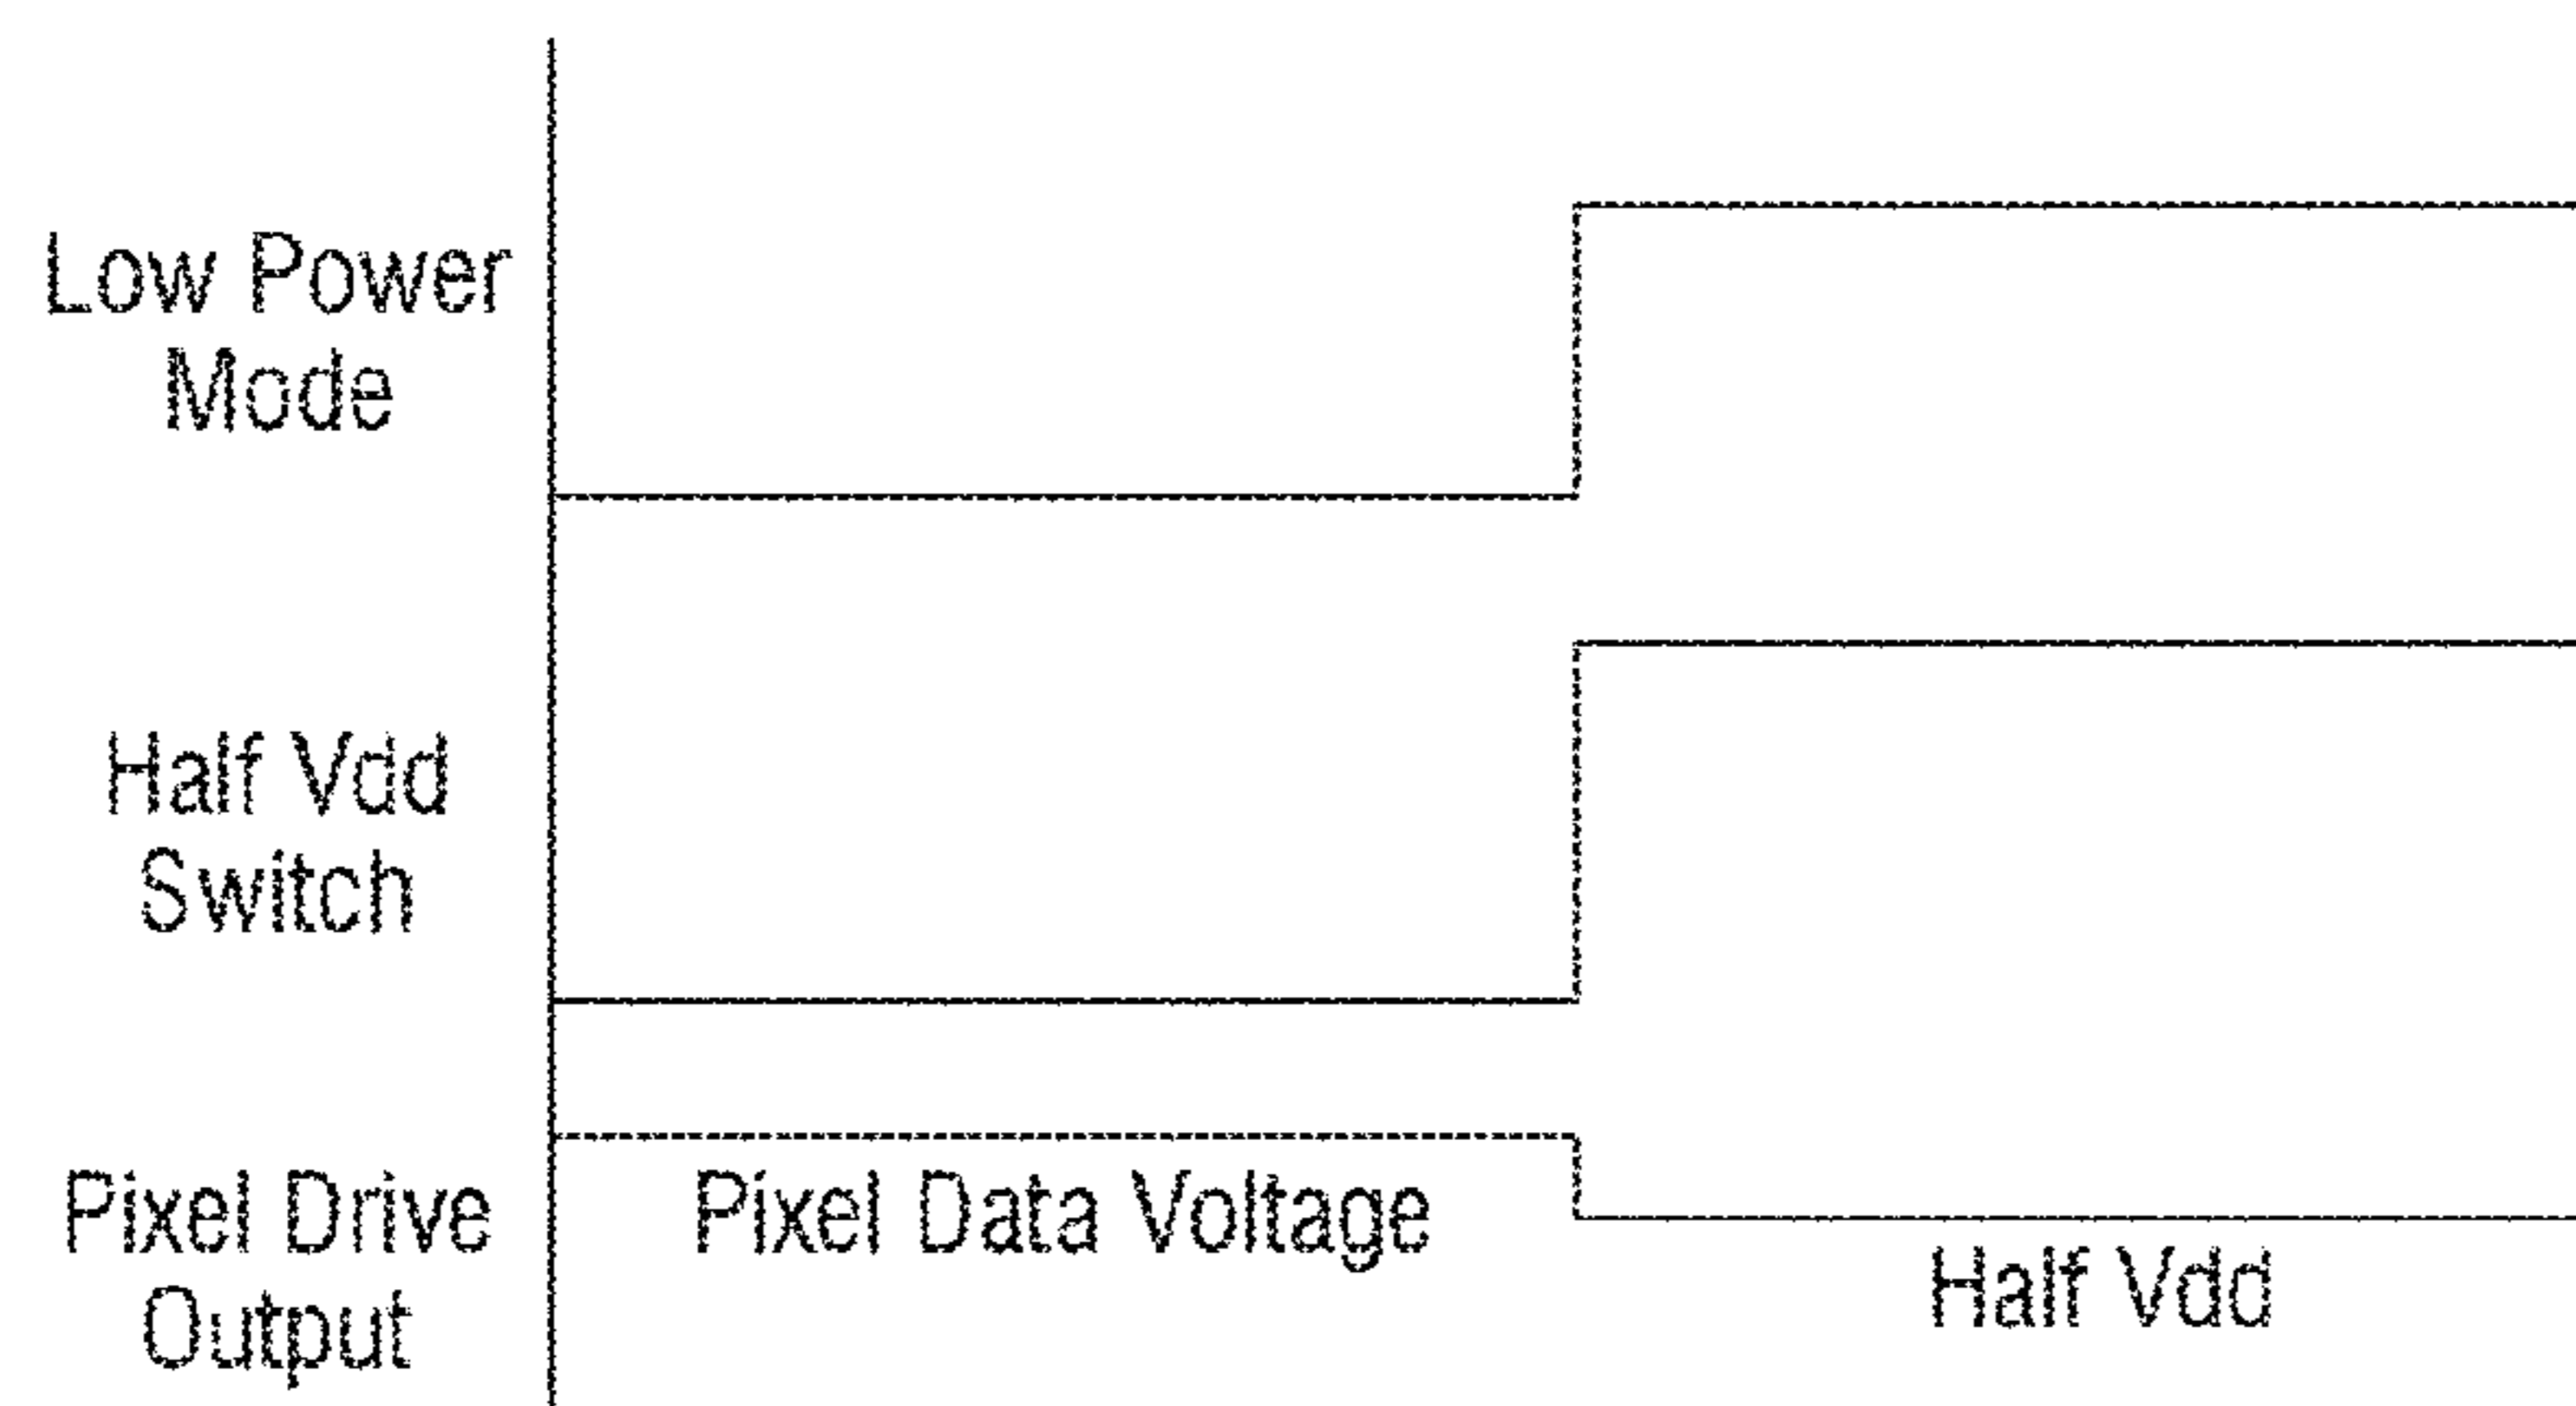 Low Power
Mode
Half Vdd
Switch
Pixel Drive
Output
Pixel Data Voltage
Half Vdd